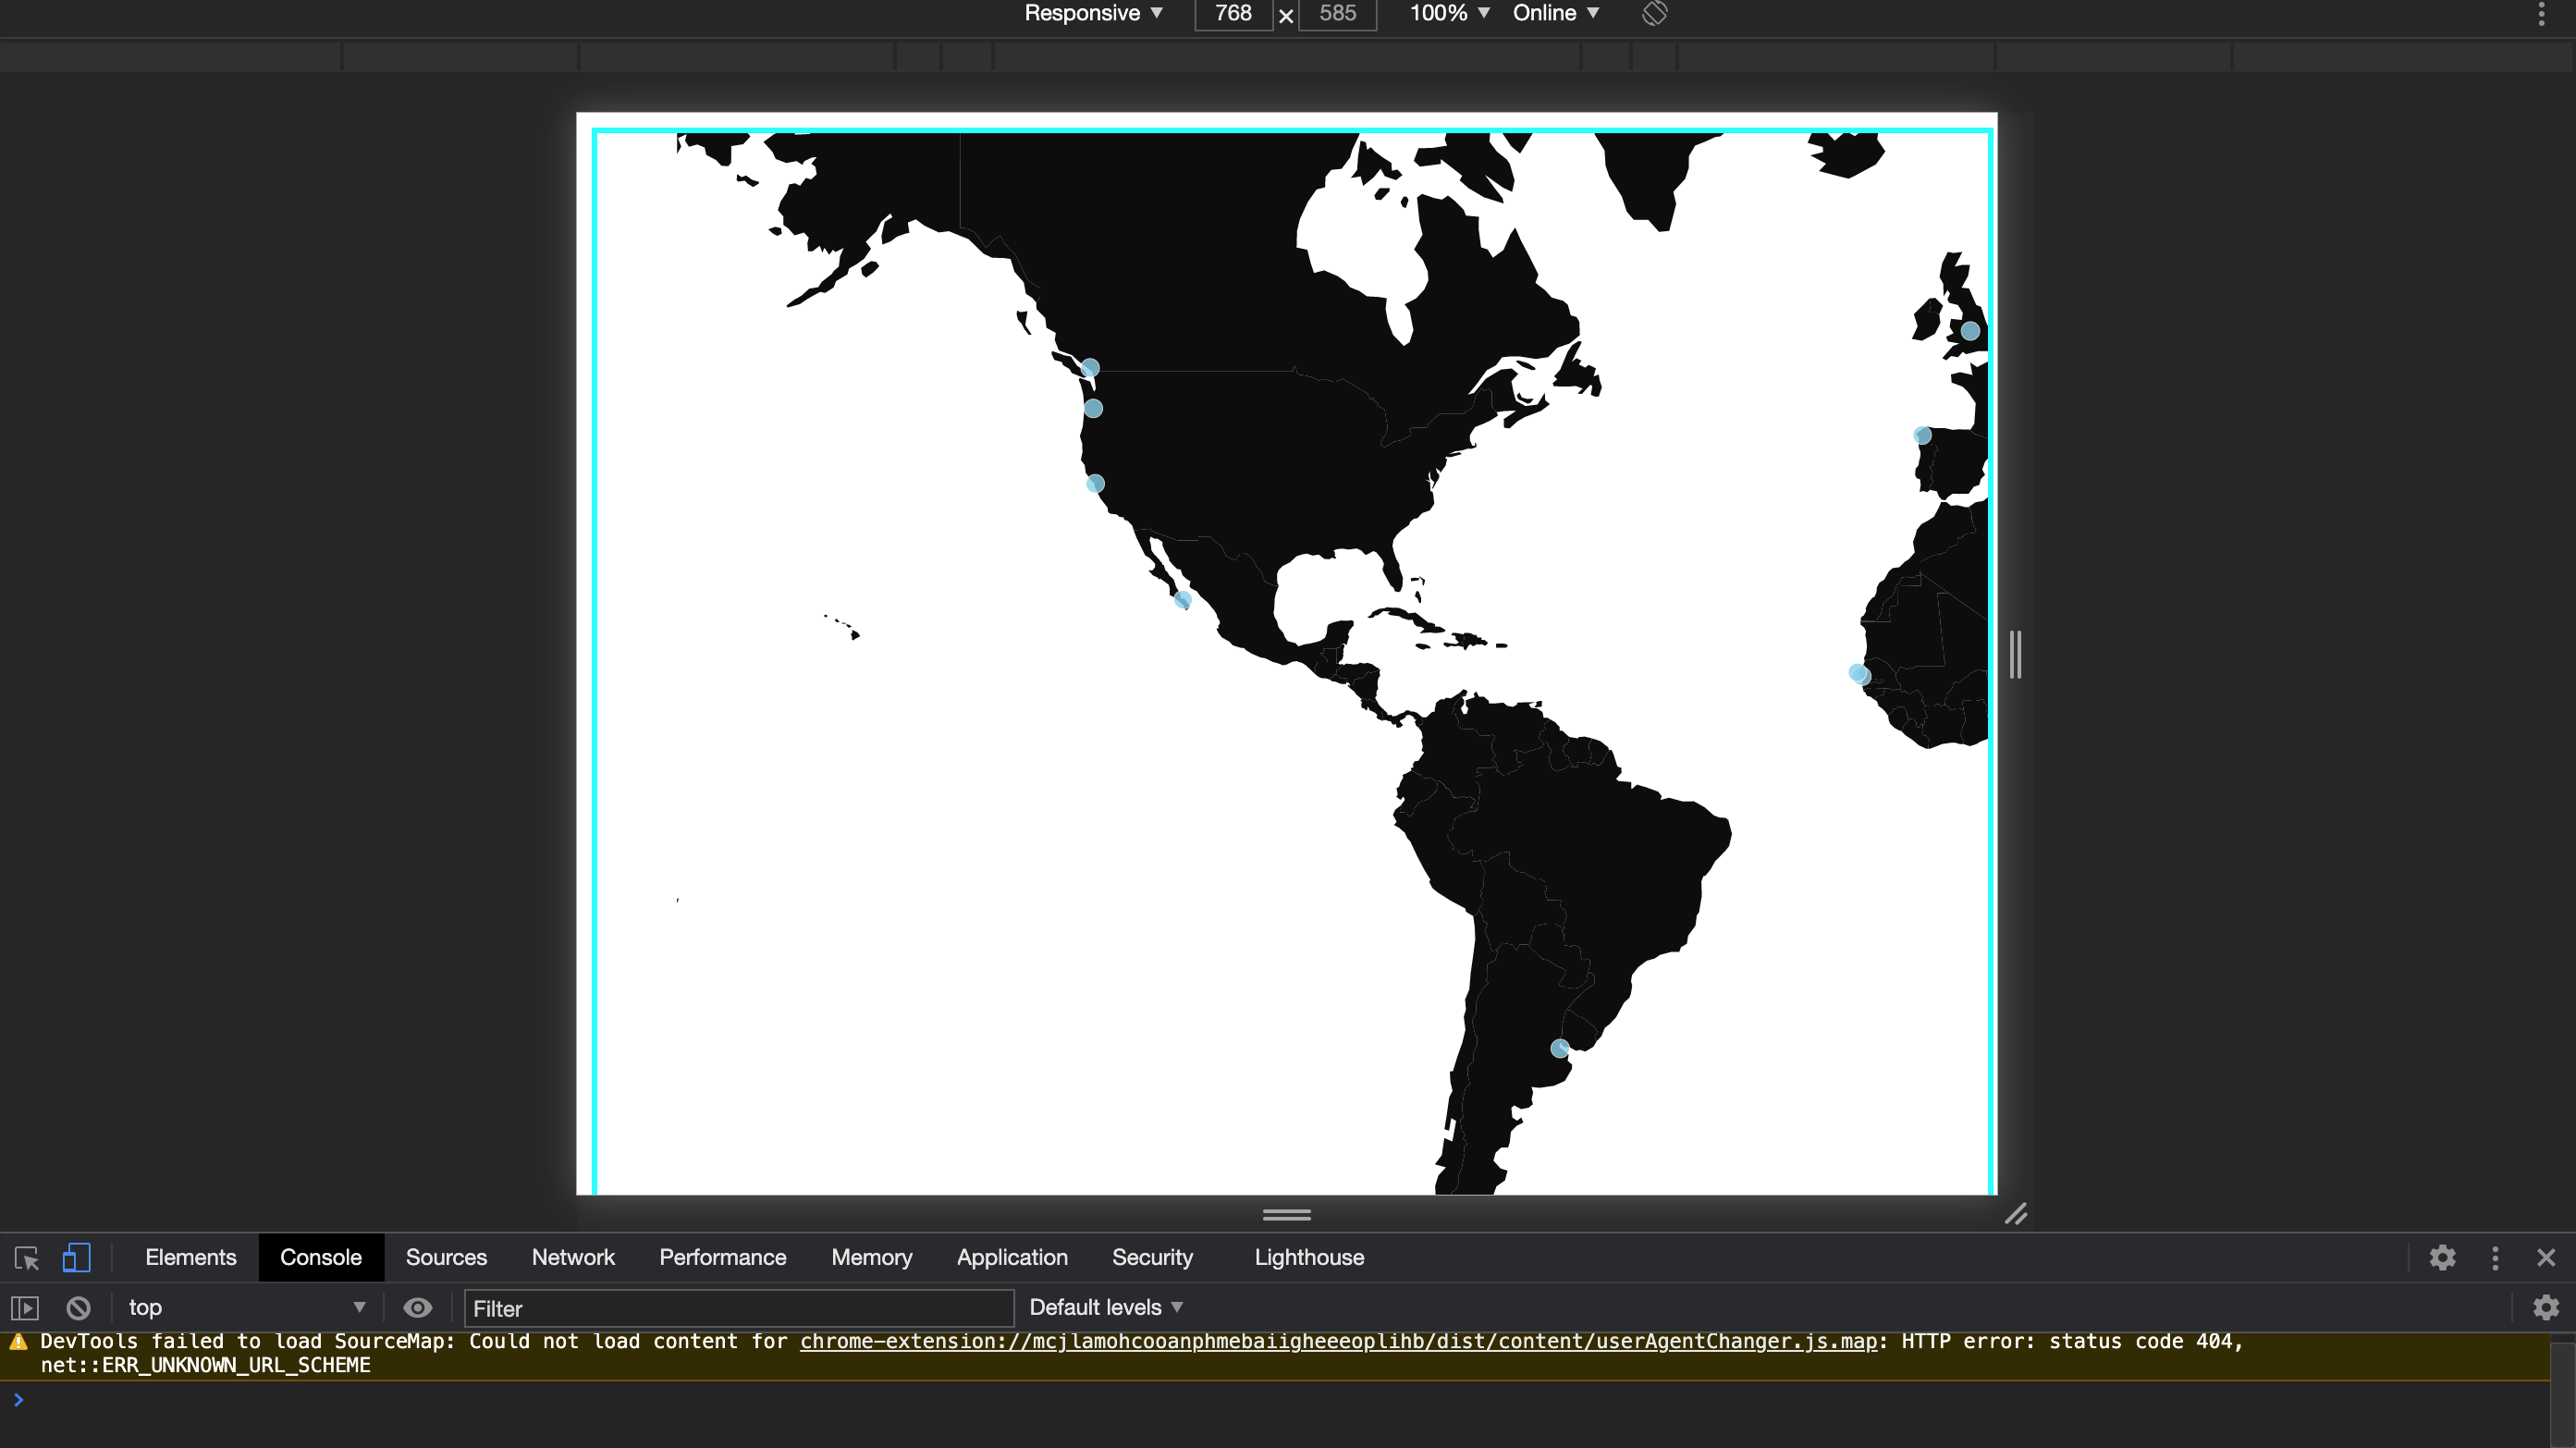 Responsive ▼ 768 × 585 100% ▼ Online ▼
Elements Console Sources Network Performance Memory Application Security Lighthouse
top ▼ Filter Default levels ▼
DevTools failed to load SourceMap: Could not load content for chrome-extension://mcjlamohcooanphmebaiigheeeoplihb/dist/content/userAgentChanger.js.map: HTTP error: status code 404,
net::ERR_UNKNOWN_URL_SCHEME